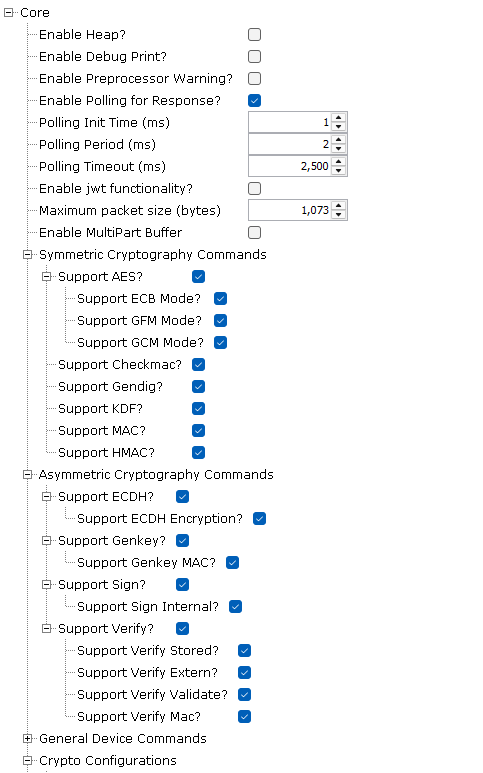 Core
Enable Heap?
Enable Debug Print?
Enable Preprocessor Warning?
Enable Polling for Response?
Polling Init Time (ms) 1
Polling Period (ms) 2
Polling Timeout (ms) 2,500
Enable jwt functionality?
Maximum packet size (bytes) 1,073
Enable MultiPart Buffer
Symmetric Cryptography Commands
Support AES?
Support ECB Mode?
Support GFM Mode?
Support GCM Mode?
Support Checkmac?
Support Gendig?
Support KDF?
Support MAC?
Support HMAC?
Asymmetric Cryptography Commands
Support ECDH?
Support ECDH Encryption?
Support Genkey?
Support Genkey MAC?
Support Sign?
Support Sign Internal?
Support Verify?
Support Verify Stored?
Support Verify Extern?
Support Verify Validate?
Support Verify Mac?
General Device Commands
Crypto Configurations